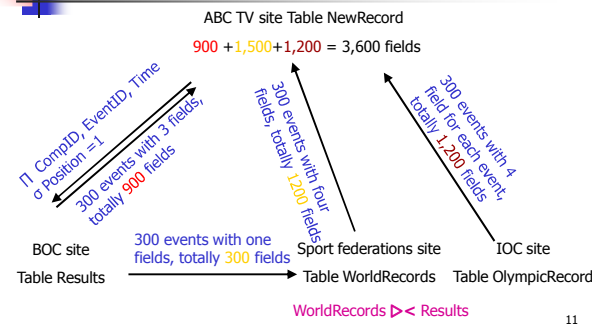 ABC TV site Table NewRecord
900 +1,500+1,200 = 3,600 fields
∏ CompID, EventID, Time
σ Position =1
300 events with 3 fields,
totally 900 fields
300 events with four
fields, totally 1200 fields
300 events with 4
field for each event,
totally 1,200 fields
BOC site
Table Results
300 events with one
fields, totally 300 fields
Sport federations site
Table WorldRecords
IOC site
Table OlympicRecord
WorldRecords ⊳< Results
11